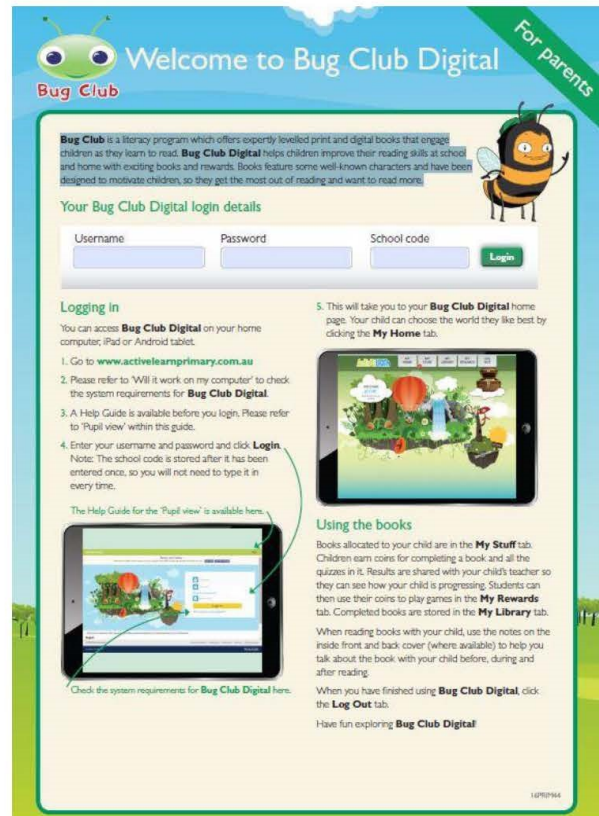 Welcome to Bug Club Digital
For parents
Bug Club
Bug Club is a literacy program which offers expertly levelled print and digital books that engage
children as they learn to read. Bug Club Digital helps children improve their reading skills at school
and home with exciting books and rewards. Books feature some well-known characters and have been
designed to motivate children, so they get the most out of reading and want to read more.
Your Bug Club Digital login details
Username Password School code
Login
Logging in
You can access Bug Club Digital on your home
computer, iPad or Android tablet.
1. Go to www.activelearnprimary.com.au
2. Please refer to 'Will it work on my computer' to check
the system requirements for Bug Club Digital.
3. A Help Guide is available before you login. Please refer
to 'Pupil view' within this guide.
4. Enter your username and password and click Login.
Note: The school code is stored after it has been
entered once, so you will not need to type it in
every time.
The Help Guide for the 'Pupil view' is available here.
Check the system requirements for Bug Club Digital here.
5. This will take you to your Bug Club Digital home
page. Your child can choose the world they like best by
clicking the My Home tab.
Using the books
Books allocated to your child are in the My Stuff tab.
Children earn coins for completing a book and all the
quizzes in it. Results are shared with your child's teacher so
they can see how your child is progressing. Students can
then use their coins to play games in the My Rewards
tab. Completed books are stored in the My Library tab.
When reading books with your child, use the notes on the
inside front and back cover (where available) to help you
talk about the book with your child before, during and
after reading.
When you have finished using Bug Club Digital, click
the Log Out tab.
Have fun exploring Bug Club Digital!